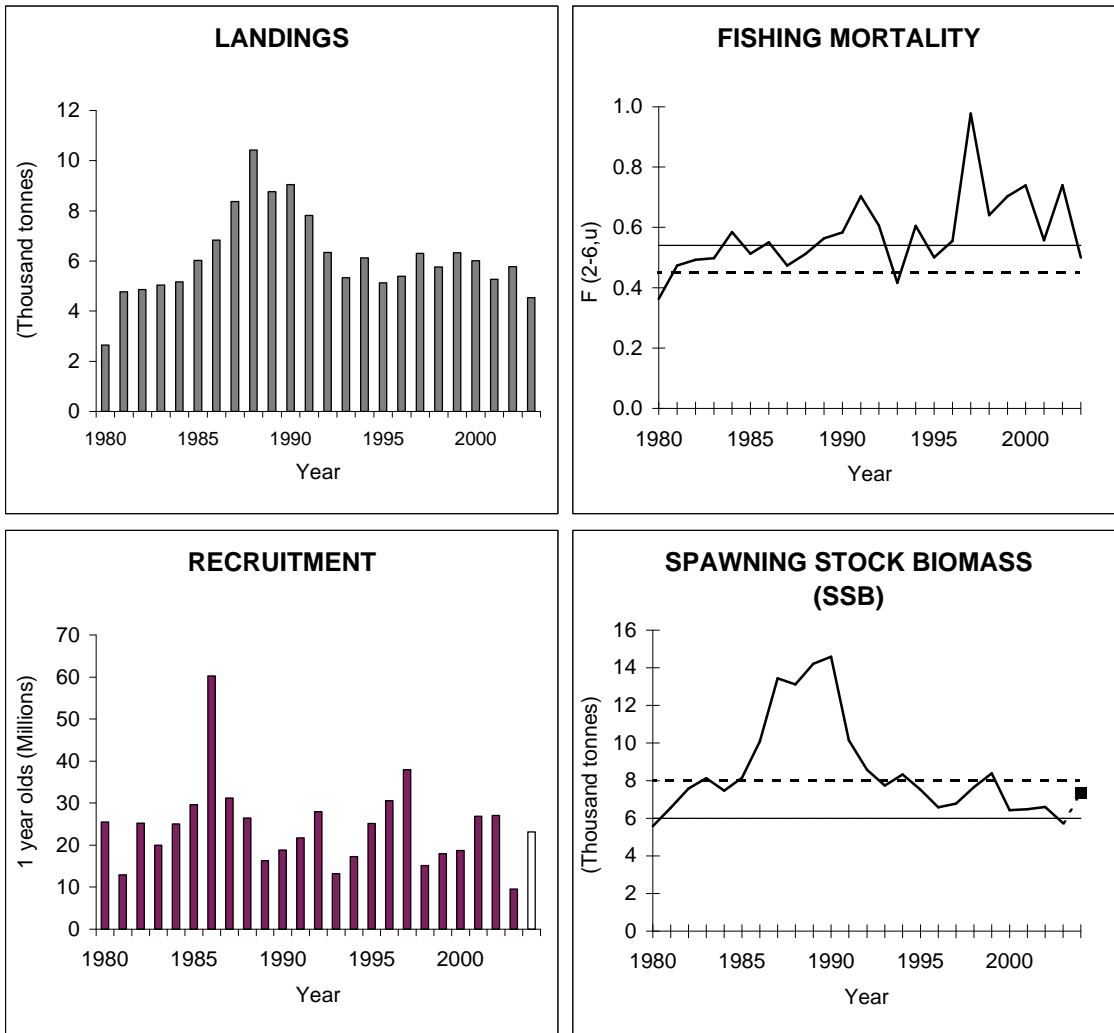 LANDINGS
12
10
8
6
4
2
0
(Thousand tonnes)
1980 1985 1990 1995 2000
Year
FISHING MORTALITY
1.0
0.8
0.6
0.4
0.2
0.0
F (2-6,u)
1980 1985 1990 1995 2000
Year
RECRUITMENT
70
60
50
40
30
20
10
0
1 year olds (Millions)
1980 1985 1990 1995 2000
Year
SPAWNING STOCK BIOMASS
(SSB)
16
14
12
10
8
6
4
2
0
(Thousand tonnes)
1980 1985 1990 1995 2000
Year